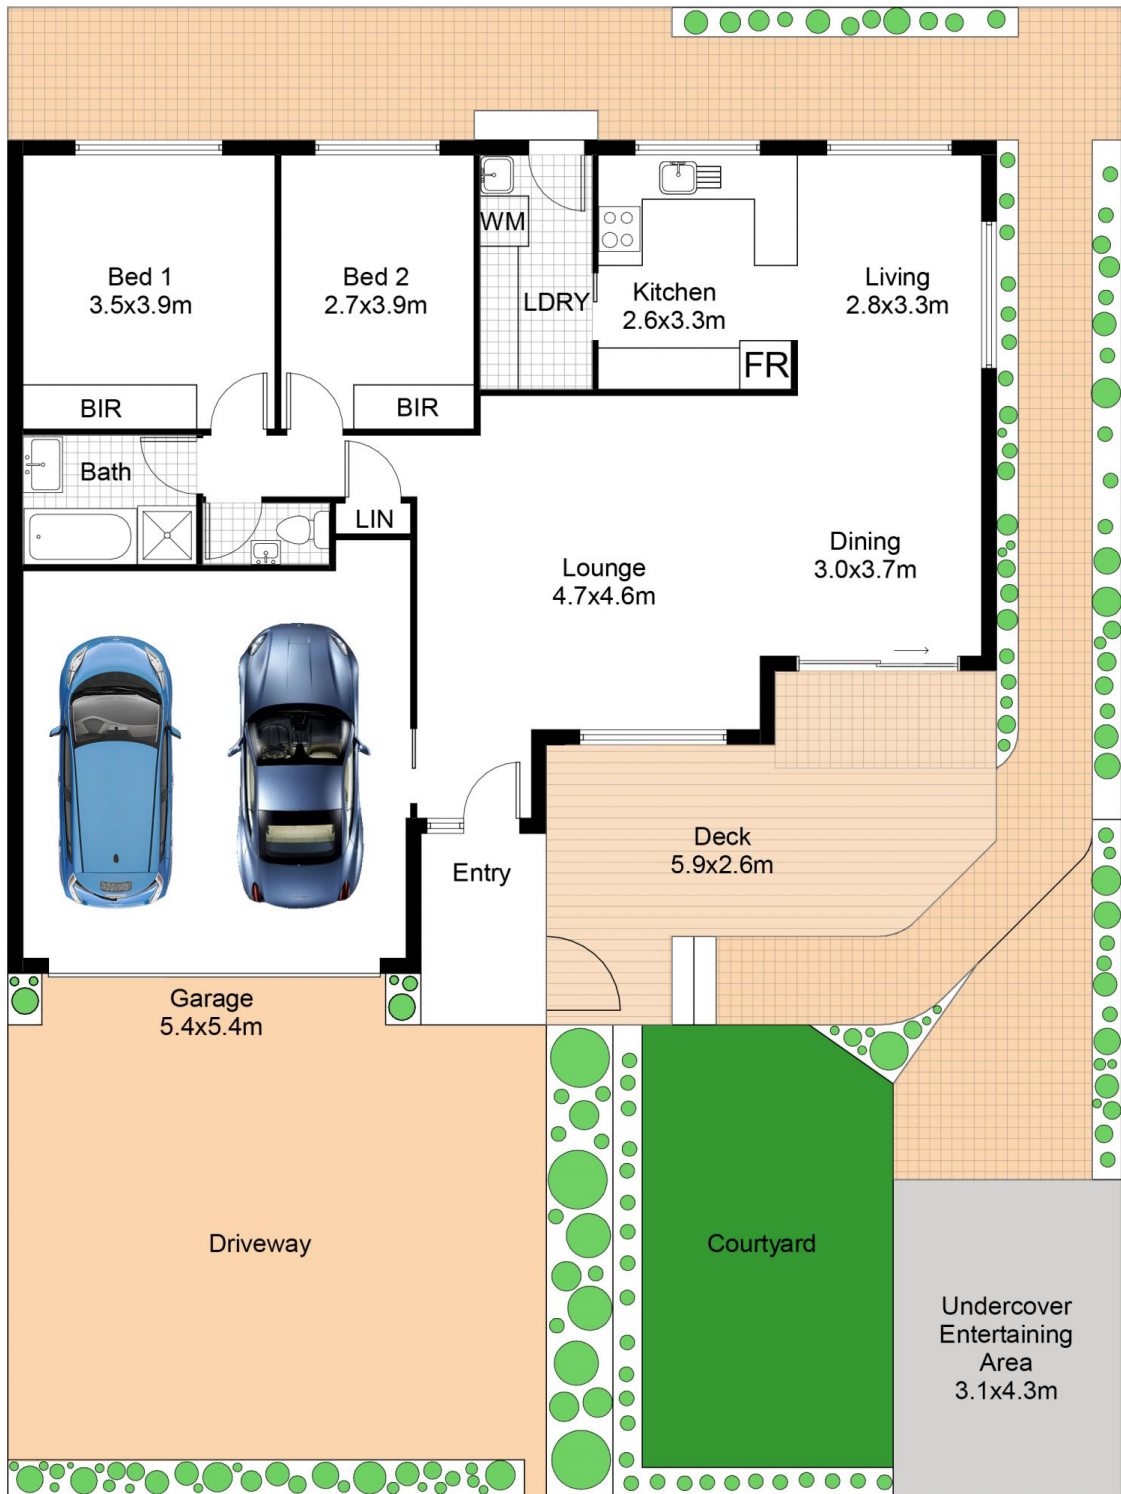 Bed 1
3.5x3.9m
BIR
Bed 2
2.7x3.9m
BIR
WM
LDRY
Kitchen
2.6x3.3m
FR
Living
2.8x3.3m
Bath
LIN
Lounge
4.7x4.6m
Dining
3.0x3.7m
Entry
Deck
5.9x2.6m
Garage
5.4x5.4m
Driveway
Courtyard
Undercover
Entertaining
Area
3.1x4.3m